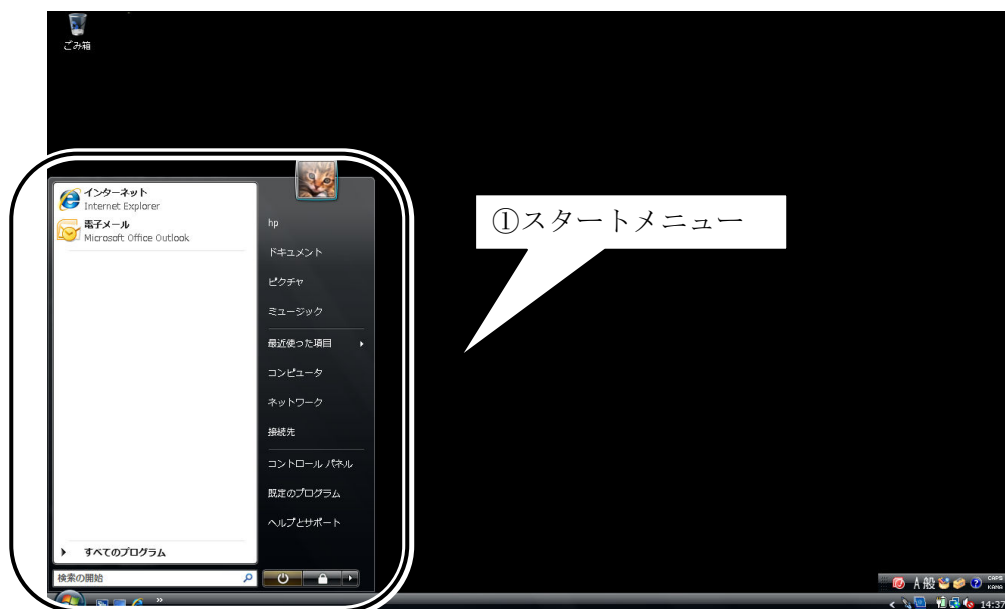 ごみ箱
インターネット
Internet Explorer
電子メール
Microsoft Office Outlook
すべてのプログラム
検索の開始
hp
ドキュメント
ピクチャ
ミュージック
最近使った項目
コンピュータ
ネットワーク
接続先
コントロール パネル
既定のプログラム
ヘルプとサポート
①スタートメニュー
A 般
CAPS
KANA
14:37